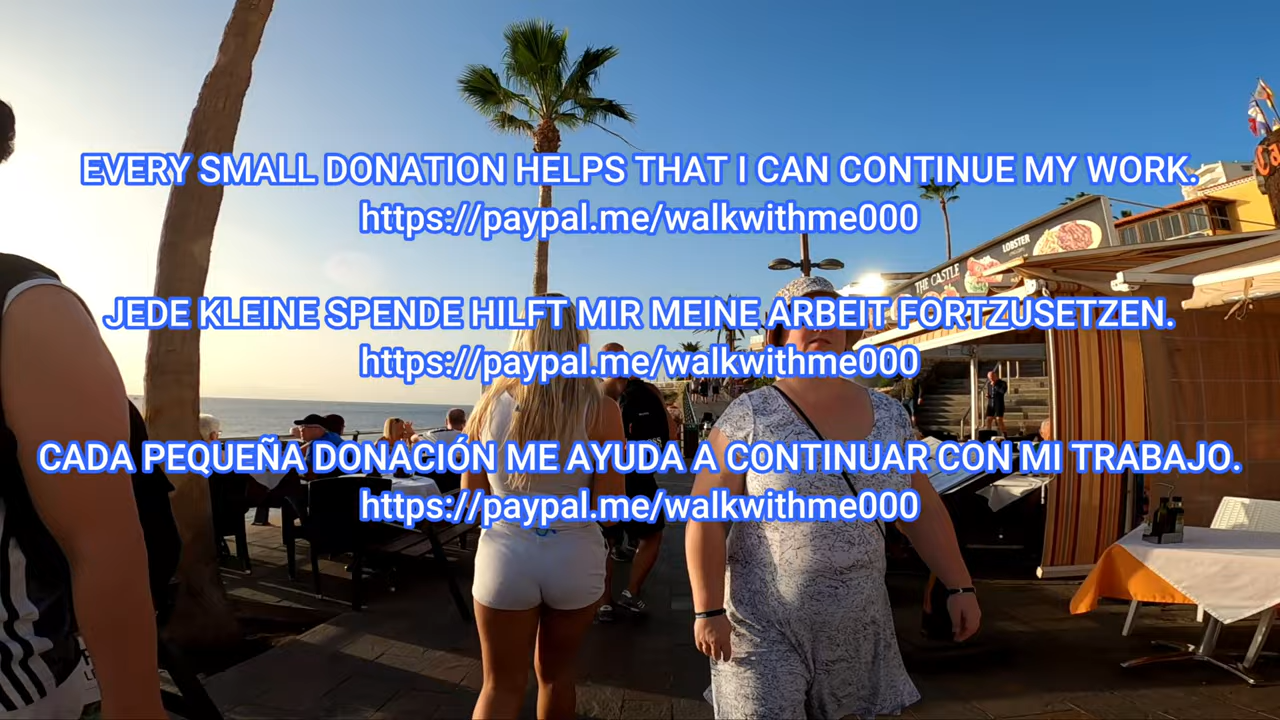 EVERY SMALL DONATION HELPS THAT I CAN CONTINUE MY WORK.
https://paypal.me/walkwithme000
JEDE KLEINE SPENDE HILFT MIR MEINE ARBEIT FORTZUSETZEN.
https://paypal.me/walkwithme000
CADA PEQUEÑA DONACIÓN ME AYUDA A CONTINUAR CON MI TRABAJO.
https://paypal.me/walkwithme000
THE CASTLE
LOBSTER